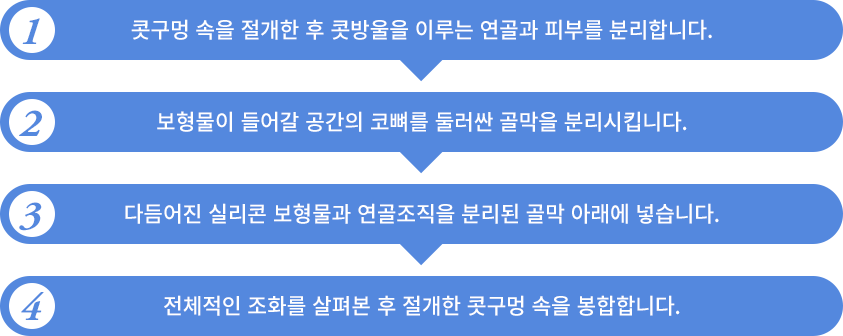 1 콧구멍 속을 절개한 후 콧방울을 이루는 연골과 피부를 분리합니다.
2 보형물이 들어갈 공간의 코뼈를 둘러싼 골막을 분리시킵니다.
3 다듬어진 실리콘 보형물과 연골조직을 분리된 골막 아래에 넣습니다.
4 전체적인 조화를 살펴본 후 절개한 콧구멍 속을 봉합합니다.